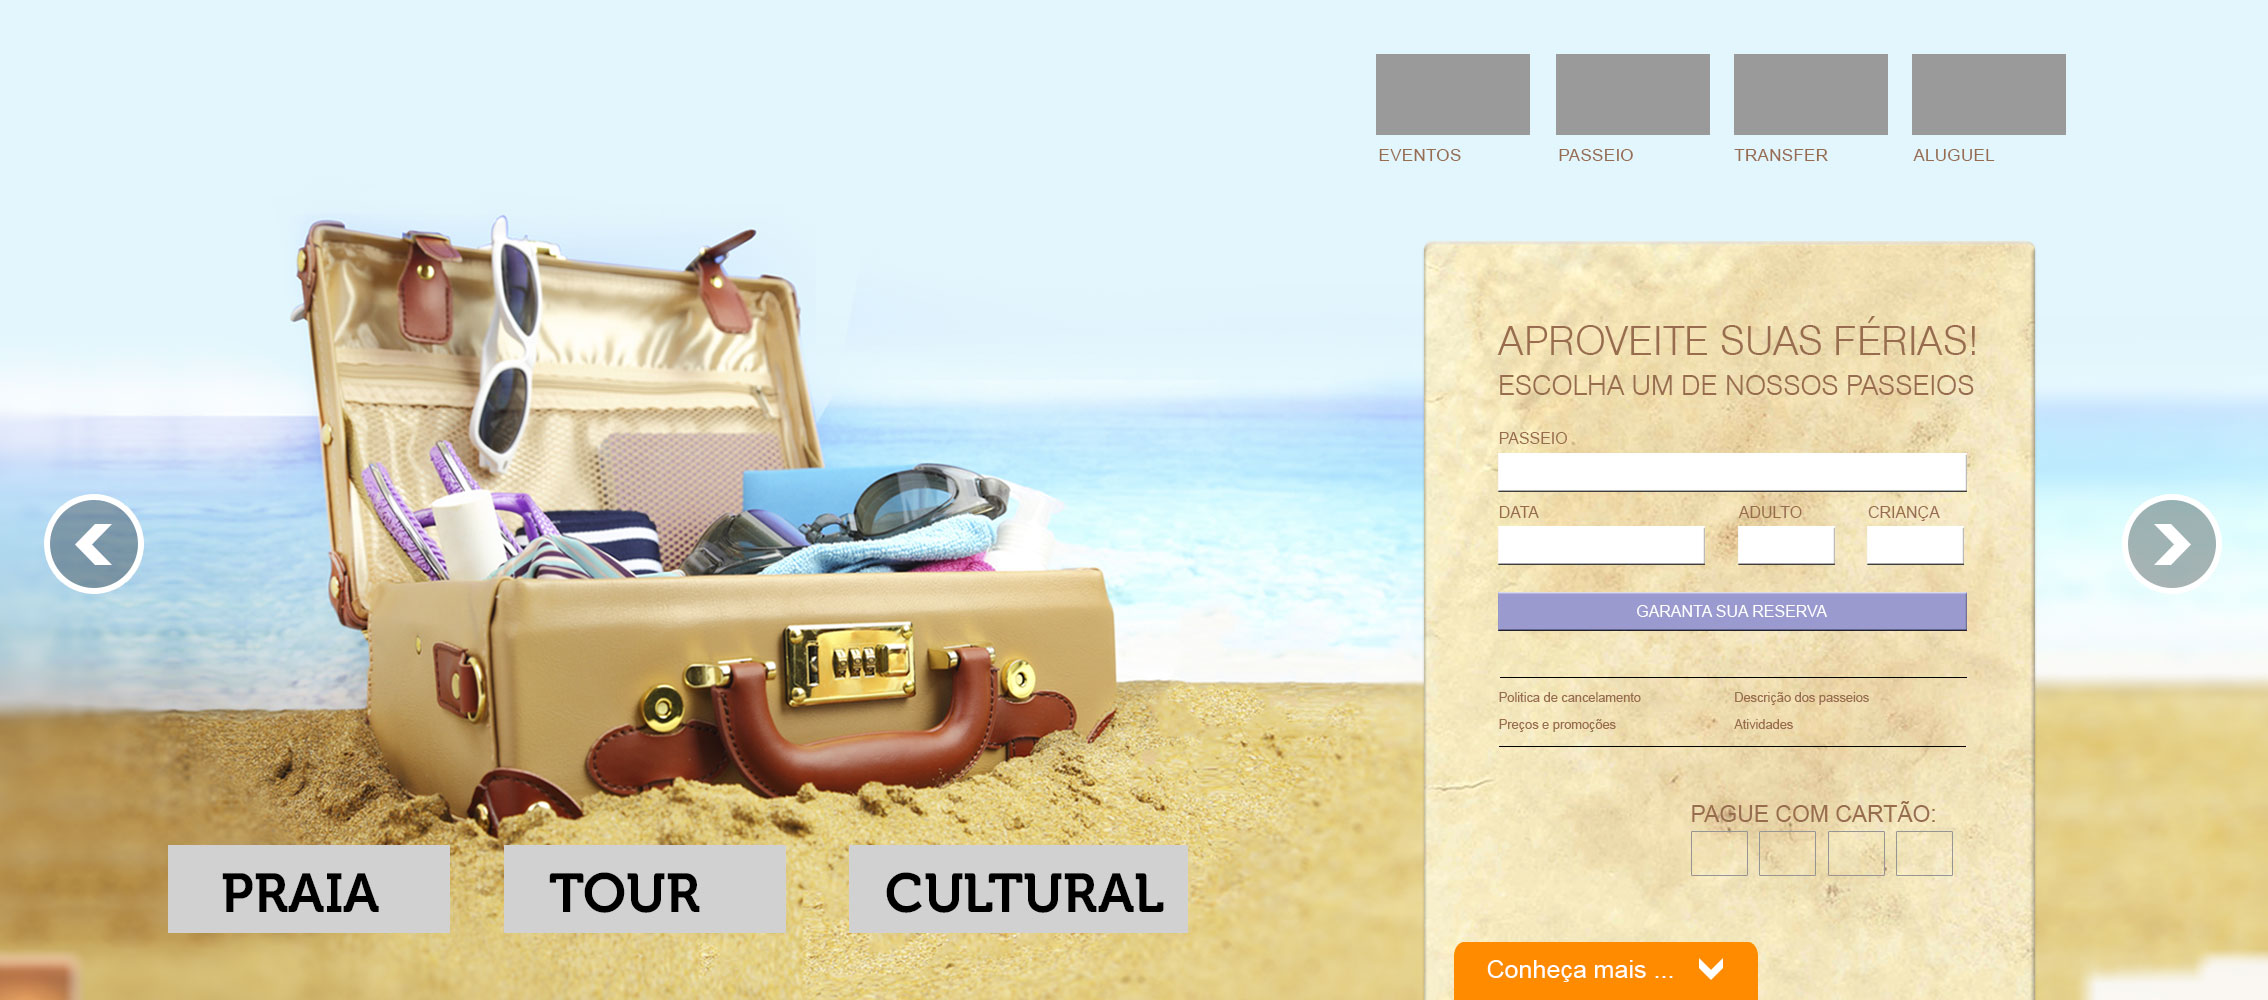 EVENTOS
PASSEIO
TRANSFER
ALUGUEL
APROVEITE SUAS FÉRIAS!
ESCOLHA UM DE NOSSOS PASSEIOS
PASSEIO
DATA
ADULTO
CRIANÇA
GARANTA SUA RESERVA
Politica de cancelamento
Descrição dos passeios
Preços e promoções
Atividades
PAGUE COM CARTÃO:
PRAIA
TOUR
CULTURAL
Conheça mais ...